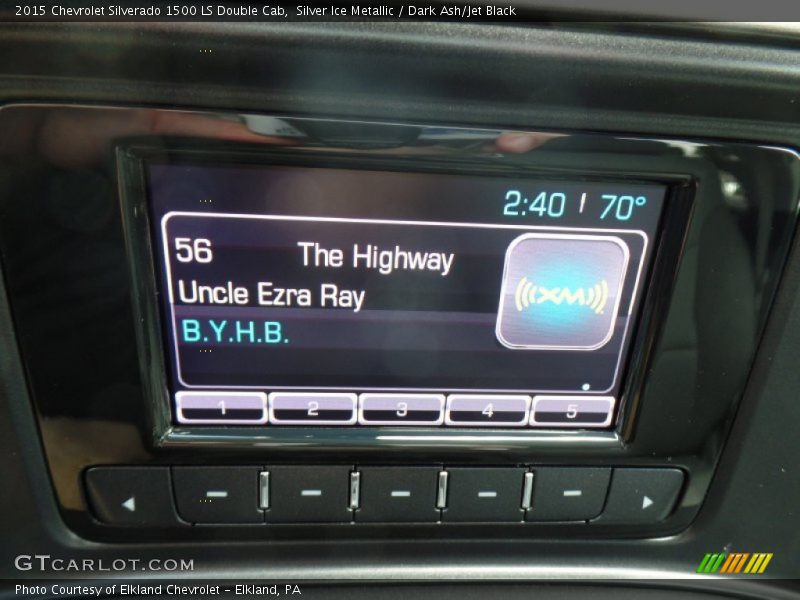 2015 Chevrolet Silverado 1500 LS Double Cab, Silver Ice Metallic / Dark Ash/Jet Black
2:40 | 70°
56 The Highway
Uncle Ezra Ray
B.Y.H.B.
((XM))
1 2 3 4 5
GTCARLOT.COM
Photo Courtesy of Elkland Chevrolet - Elkland, PA